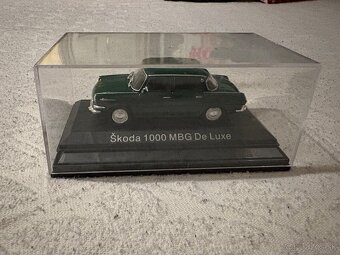 Škoda 1000 MBG De Luxe